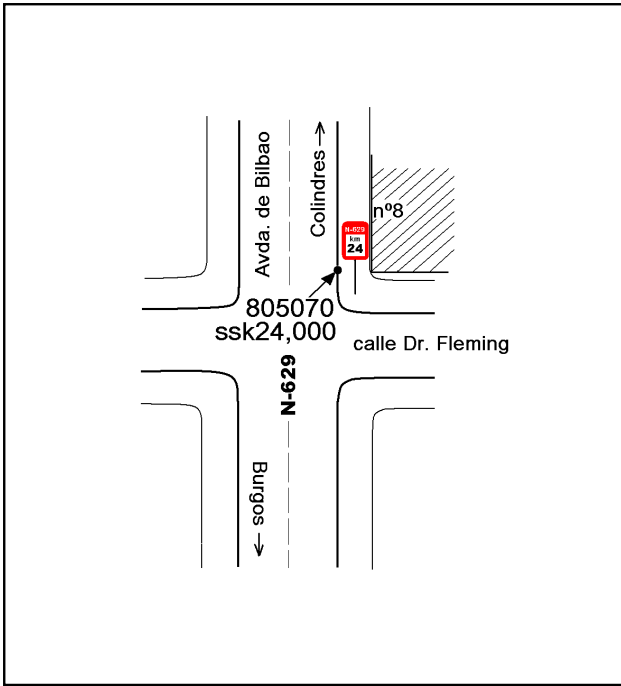 Avda. de Bilbao
Colindres →
nº8
N-629
km
24
805070
ssk24,000
calle Dr. Fleming
N-629
Burgos →